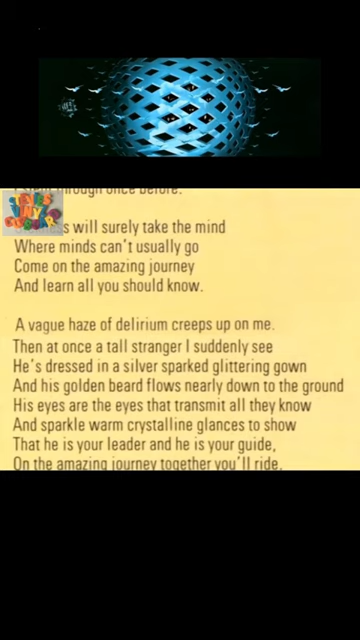 through once before.
s will surely take the mind
Where minds can't usually go
Come on the amazing journey
And learn all you should know.
A vague haze of delirium creeps up on me.
Then at once a tall stranger I suddenly see
He's dressed in a silver sparked glittering gown
And his golden beard flows nearly down to the ground
His eyes are the eyes that transmit all they know
And sparkle warm crystalline glances to show
That he is your leader and he is your guide,
On the amazing journey together you'll ride.